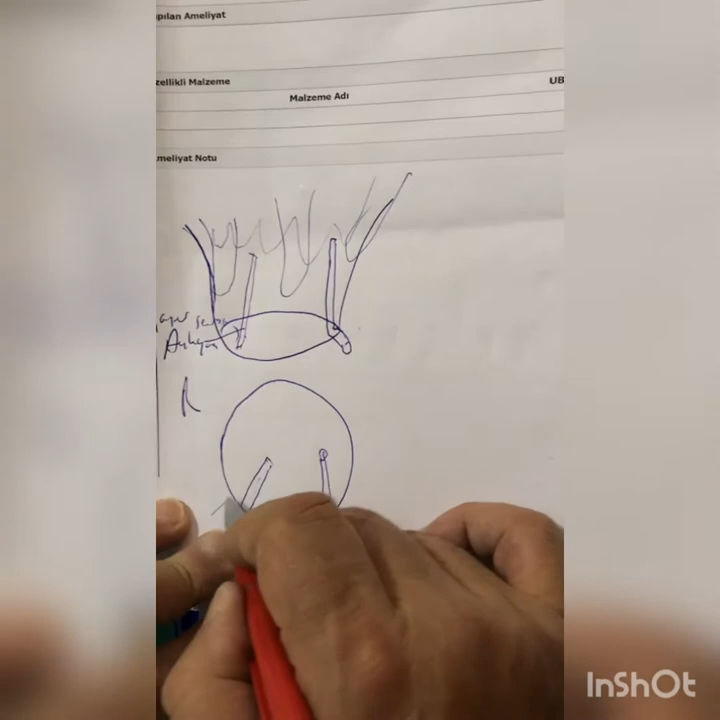 pılan Ameliyat
zellikli Malzeme
UB
Malzeme Adı
meliyat Notu
InShOt